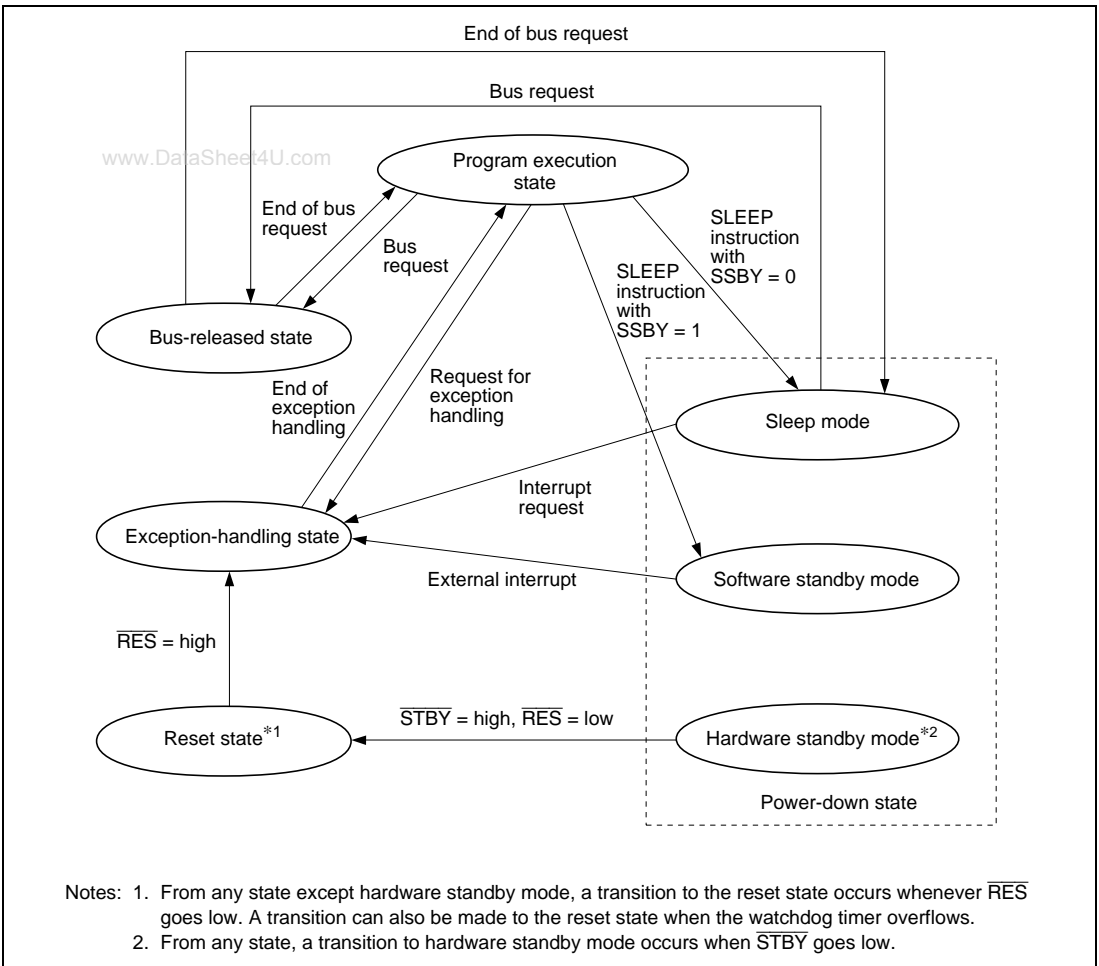 End of bus request
Bus request
www.DataSheet4U.com
Program execution
state
End of bus
request
Bus
request
SLEEP
instruction
with
SSBY = 0
SLEEP
instruction
with
SSBY = 1
Bus-released state
End of
exception
handling
Request for
exception
handling
Sleep mode
Interrupt
request
Exception-handling state
External interrupt
Software standby mode
R̅E̅S̅ = high
S̅T̅B̅Y̅ = high, R̅E̅S̅ = low
Reset state*1
Hardware standby mode*2
Power-down state
Notes: 1. From any state except hardware standby mode, a transition to the reset state occurs whenever R̅E̅S̅
goes low. A transition can also be made to the reset state when the watchdog timer overflows.
2. From any state, a transition to hardware standby mode occurs when S̅T̅B̅Y̅ goes low.